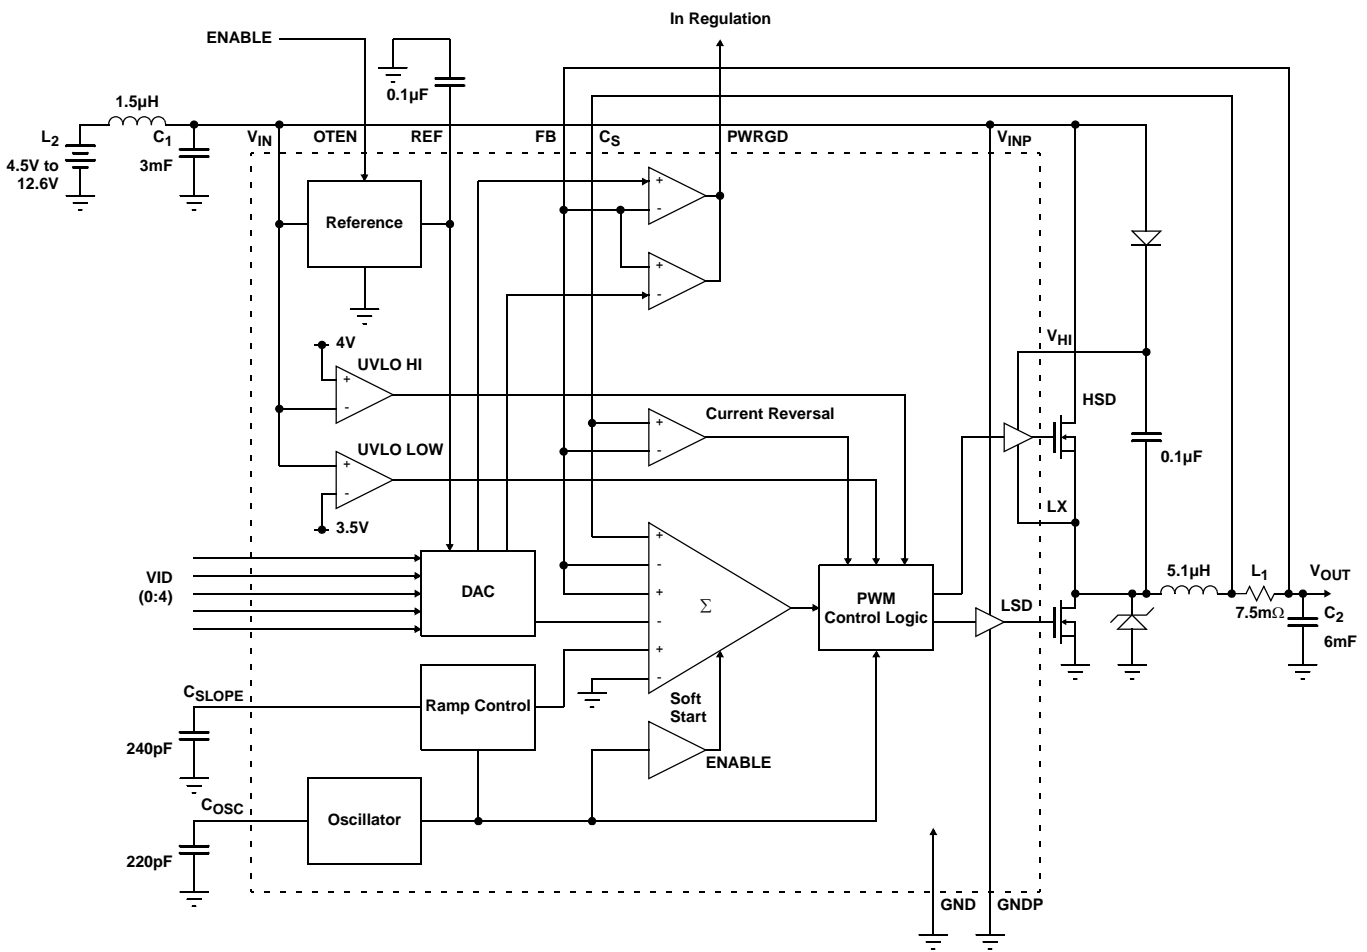 In Regulation
ENABLE
0.1µF
1.5µH
L2
4.5V to
12.6V
C1
3mF
VIN
OTEN
REF
FB
CS
PWRGD
VINP
+
-
Reference
+
-
4V
UVLO HI
+
-
VHI
HSD
Current Reversal
+
-
0.1µF
UVLO LOW
+
-
3.5V
LX
VID
(0:4)
DAC
+
-
+
-
+
-
Σ
PWM
Control Logic
LSD
5.1µH
L1
7.5mΩ
VOUT
C2
6mF
CSLOPE
240pF
Ramp Control
Soft
Start
ENABLE
COSC
220pF
Oscillator
GND
GNDP